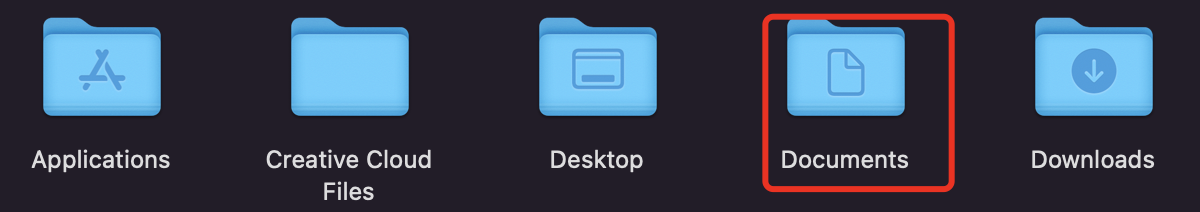 Applications
Creative Cloud
Files
Desktop
Documents
Downloads